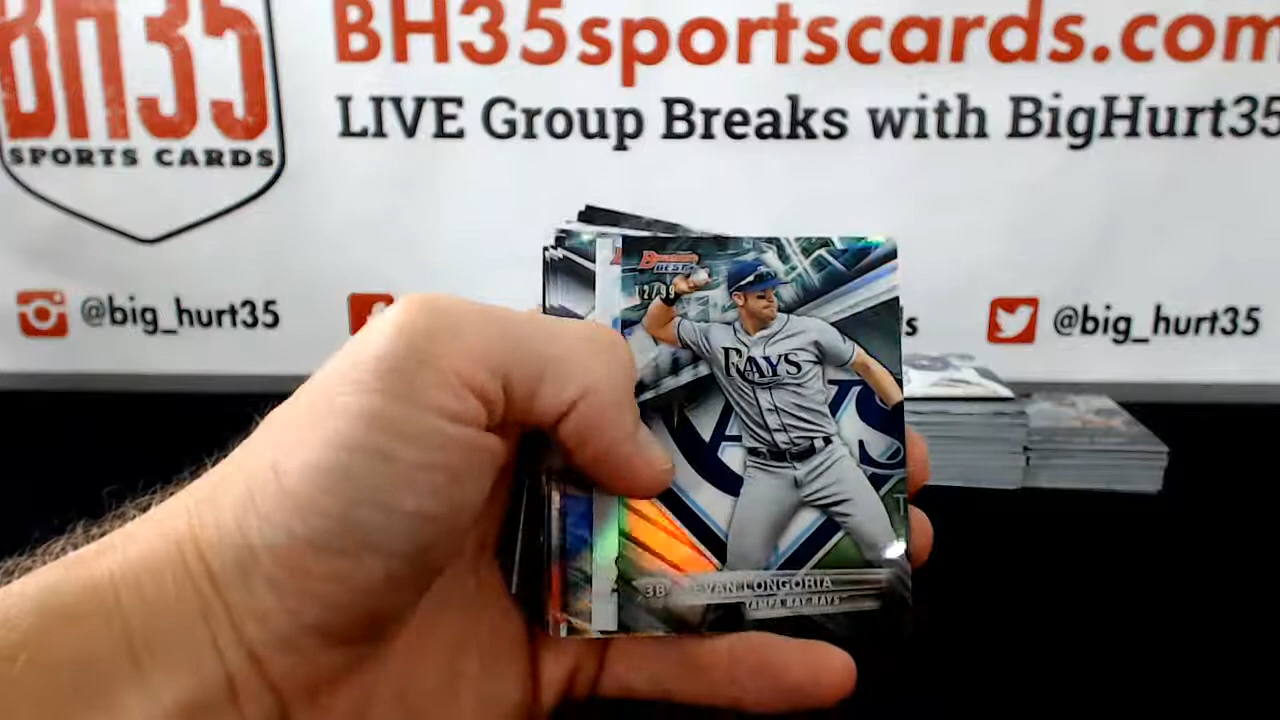 BH35
SPORTS CARDS
BH35sportscards.com
LIVE Group Breaks with BigHurt35
@big_hurt35
s
@big_hurt35
BOWMAN'S
BEST
12/99
RAYS
3B EVAN LONGORIA
TAMPA BAY RAYS